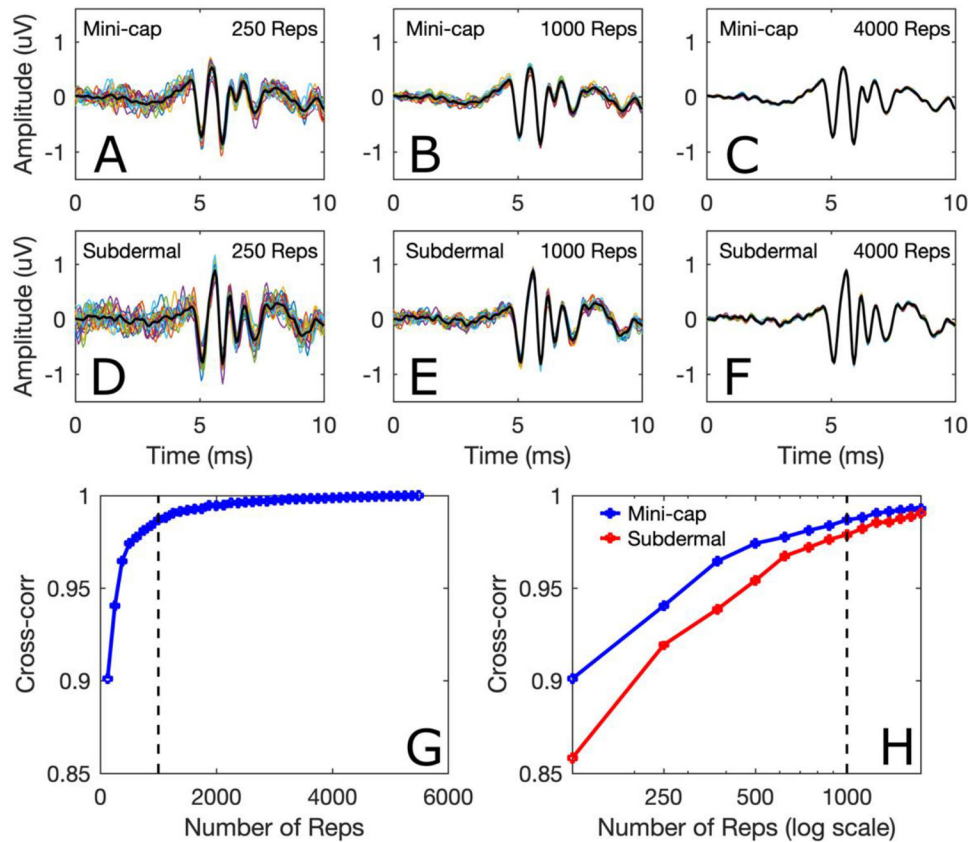 Mini-cap 250 Reps
Amplitude (uV)
1
0
-1
A
0 5 10
Mini-cap 1000 Reps
1
0
-1
B
0 5 10
Mini-cap 4000 Reps
1
0
-1
C
0 5 10
Subdermal 250 Reps
Amplitude (uV)
1
0
-1
D
0 5 10
Time (ms)
Subdermal 1000 Reps
1
0
-1
E
0 5 10
Time (ms)
Subdermal 4000 Reps
1
0
-1
F
0 5 10
Time (ms)
Cross-corr
1
0.95
0.9
0.85
G
0 2000 4000 6000
Number of Reps
Cross-corr
1
0.95
0.9
0.85
Mini-cap
Subdermal
H
250 500 1000
Number of Reps (log scale)